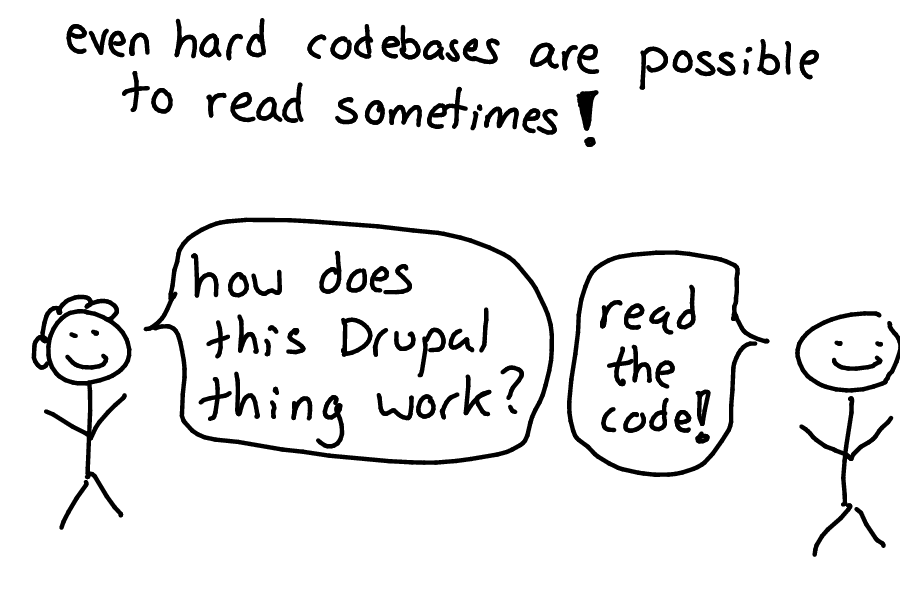 even hard codebases are possible
to read sometimes!
how does
this Drupal
thing work?
read
the
code!